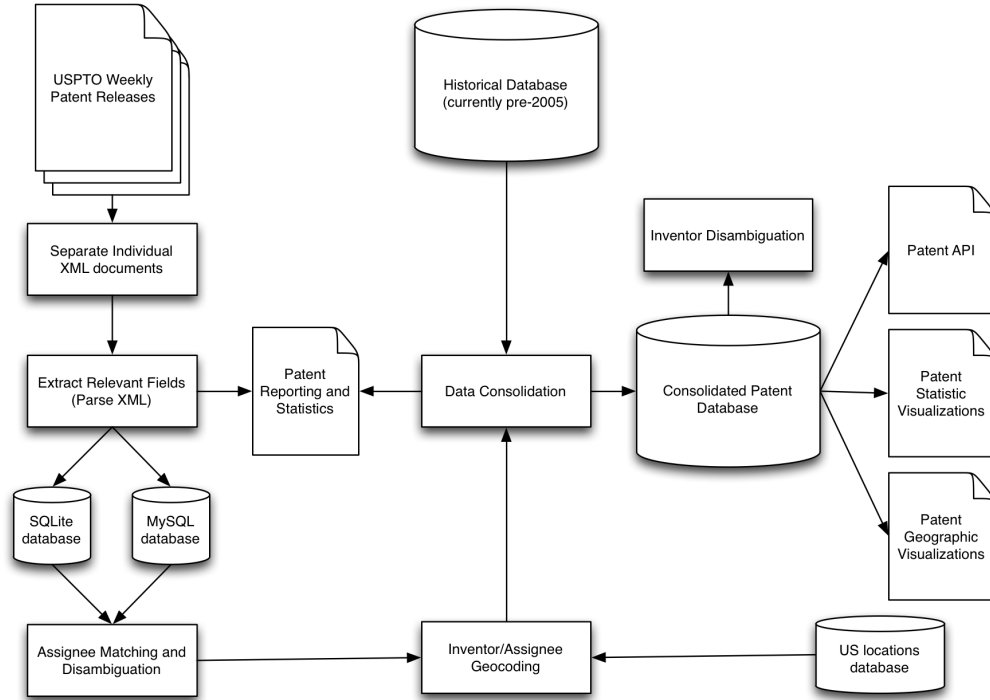 USPTO Weekly
Patent Releases
Historical Database
(currently pre-2005)
Separate Individual
XML documents
Inventor Disambiguation
Patent API
Extract Relevant Fields
(Parse XML)
Patent
Reporting and
Statistics
Data Consolidation
Consolidated Patent
Database
Patent
Statistic
Visualizations
SQLite
database
MySQL
database
Patent
Geographic
Visualizations
Assignee Matching and
Disambiguation
Inventor/Assignee
Geocoding
US locations
database